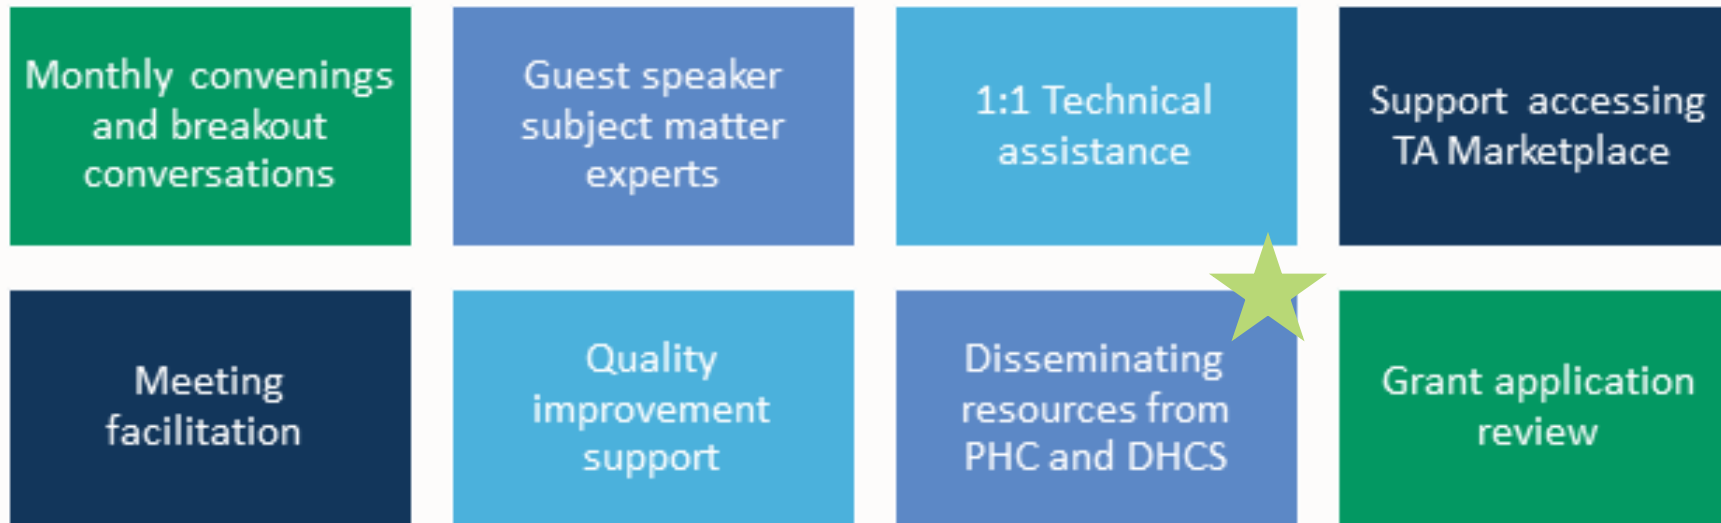 Monthly convenings
and breakout
conversations
Guest speaker
subject matter
experts
1:1 Technical
assistance
Support accessing
TA Marketplace
Meeting
facilitation
Quality
improvement
support
Disseminating
resources from
PHC and DHCS
Grant application
review